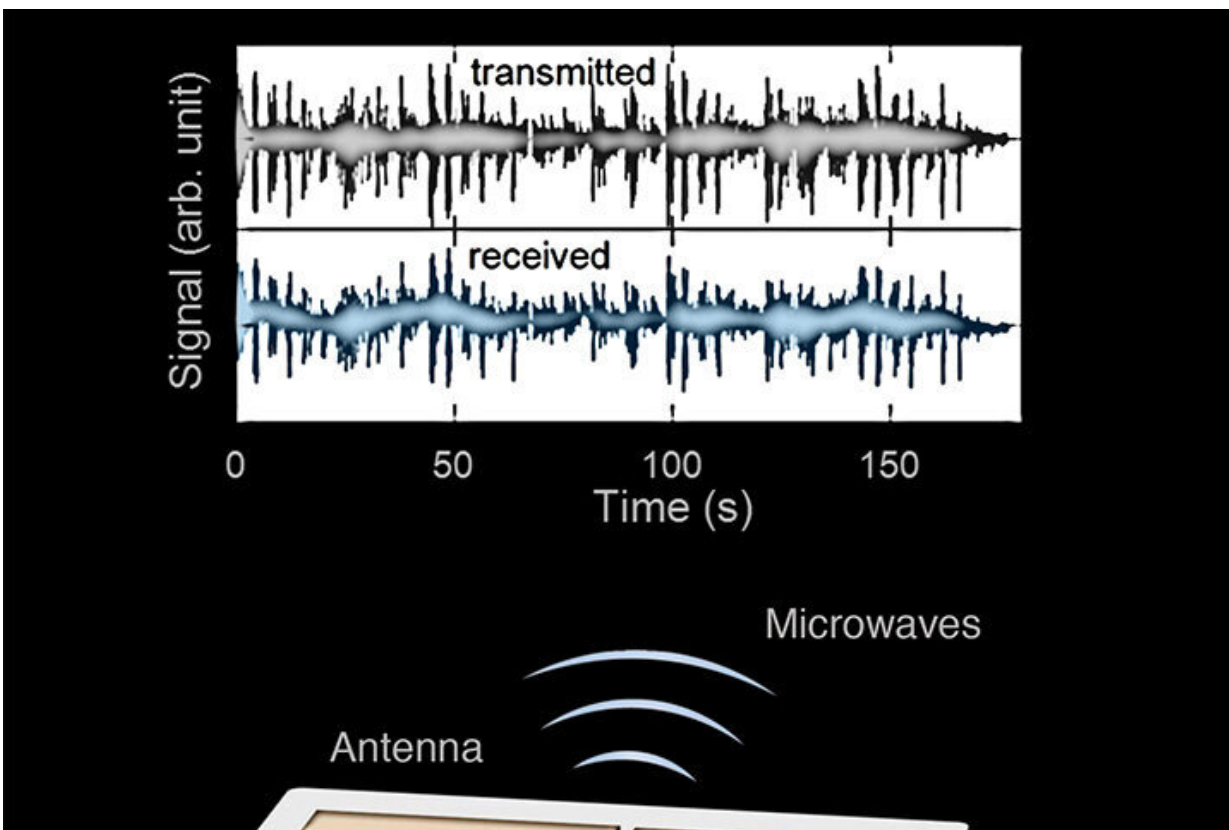 transmitted
received
Signal (arb. unit)
0 50 100 150
Time (s)
Microwaves
Antenna